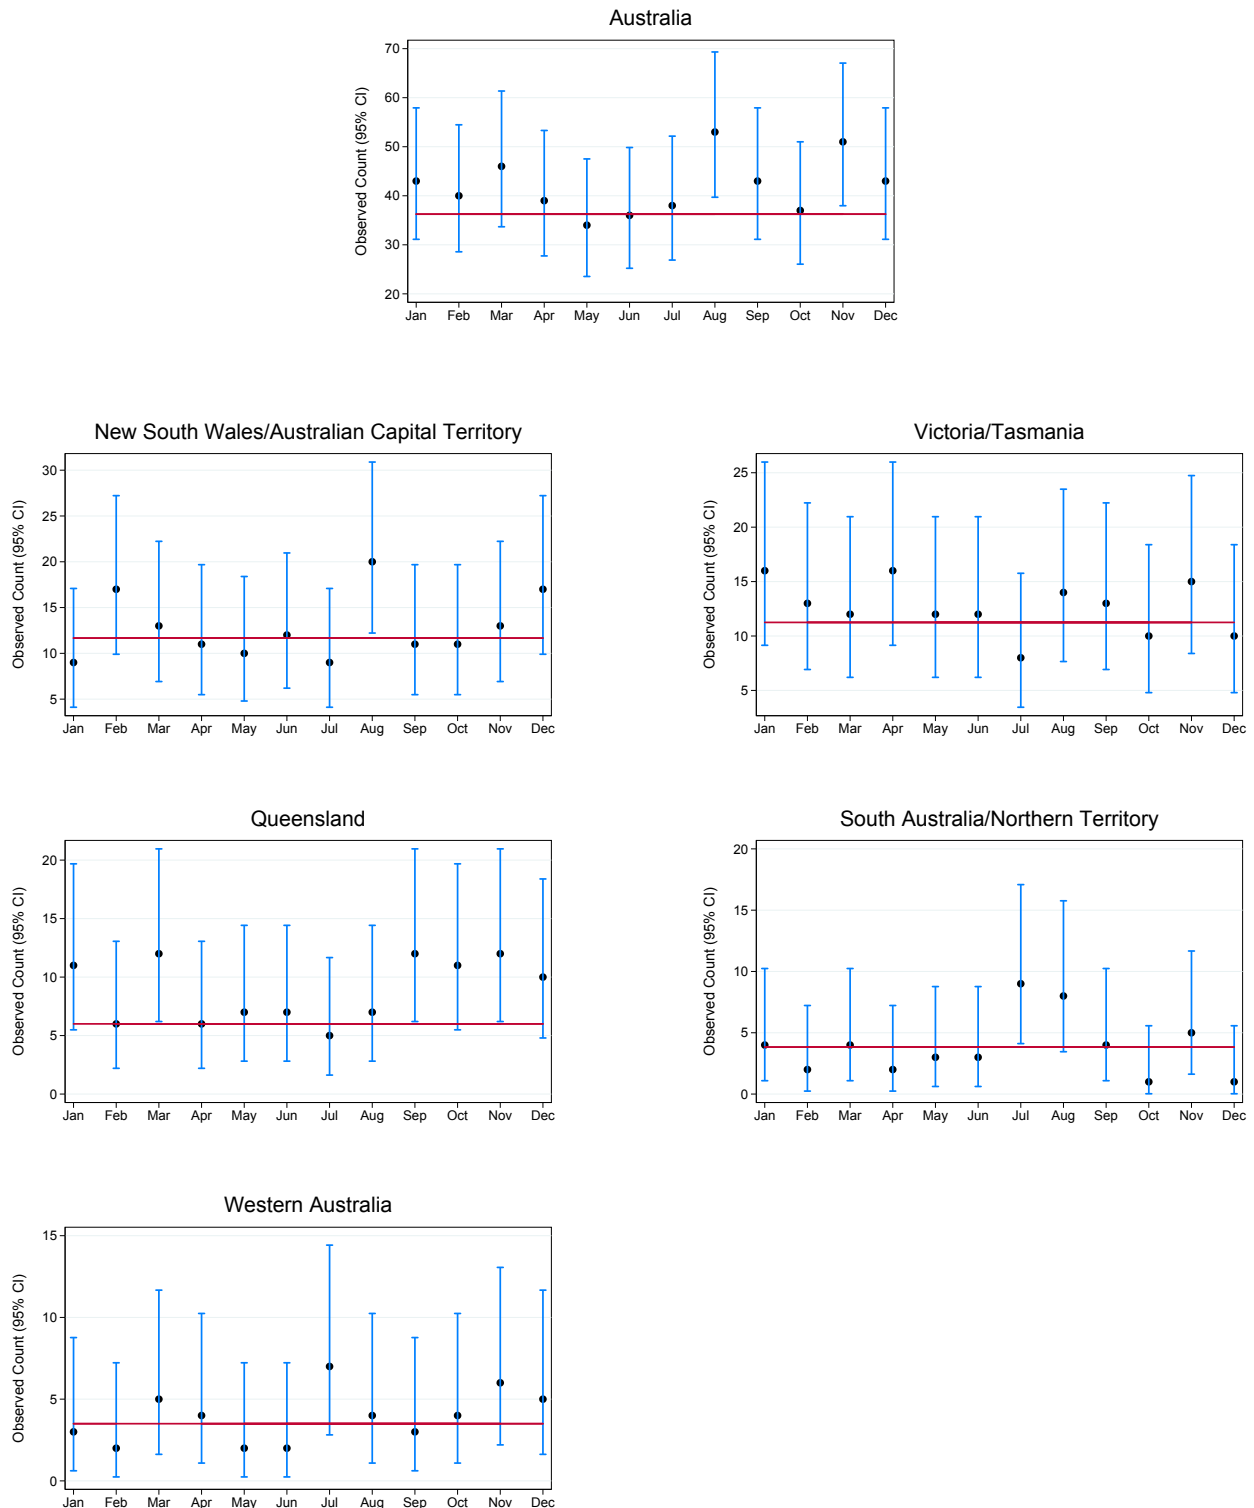 Australia
Observed Count (95% CI)
70
60
50
40
30
20
Jan Feb Mar Apr May Jun Jul Aug Sep Oct Nov Dec
New South Wales/Australian Capital Territory
Observed Count (95% CI)
30
25
20
15
10
5
Jan Feb Mar Apr May Jun Jul Aug Sep Oct Nov Dec
Victoria/Tasmania
Observed Count (95% CI)
25
20
15
10
5
Jan Feb Mar Apr May Jun Jul Aug Sep Oct Nov Dec
Queensland
Observed Count (95% CI)
20
15
10
5
0
Jan Feb Mar Apr May Jun Jul Aug Sep Oct Nov Dec
South Australia/Northern Territory
Observed Count (95% CI)
20
15
10
5
0
Jan Feb Mar Apr May Jun Jul Aug Sep Oct Nov Dec
Western Australia
Observed Count (95% CI)
15
10
5
0
Jan Feb Mar Apr May Jun Jul Aug Sep Oct Nov Dec